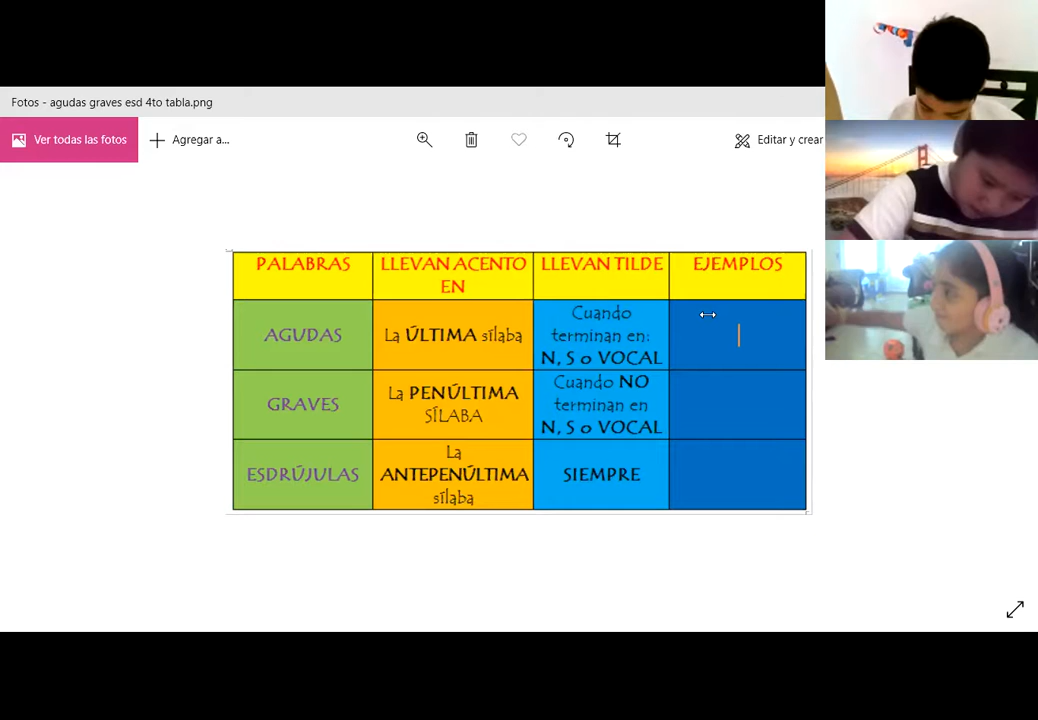 Fotos - agudas graves esd 4to tabla.png
Ver todas las fotos
Agregar a...
Editar y crear
PALABRAS
LLEVAN ACENTO
EN
LLEVAN TILDE
EJEMPLOS
AGUDAS
La ÚLTIMA sílaba
Cuando
terminan en:
N, S o VOCAL
GRAVES
La PENÚLTIMA
SÍLABA
Cuando NO
terminan en
N, S o VOCAL
ESDRÚJULAS
La
ANTEPENÚLTIMA
sílaba
SIEMPRE